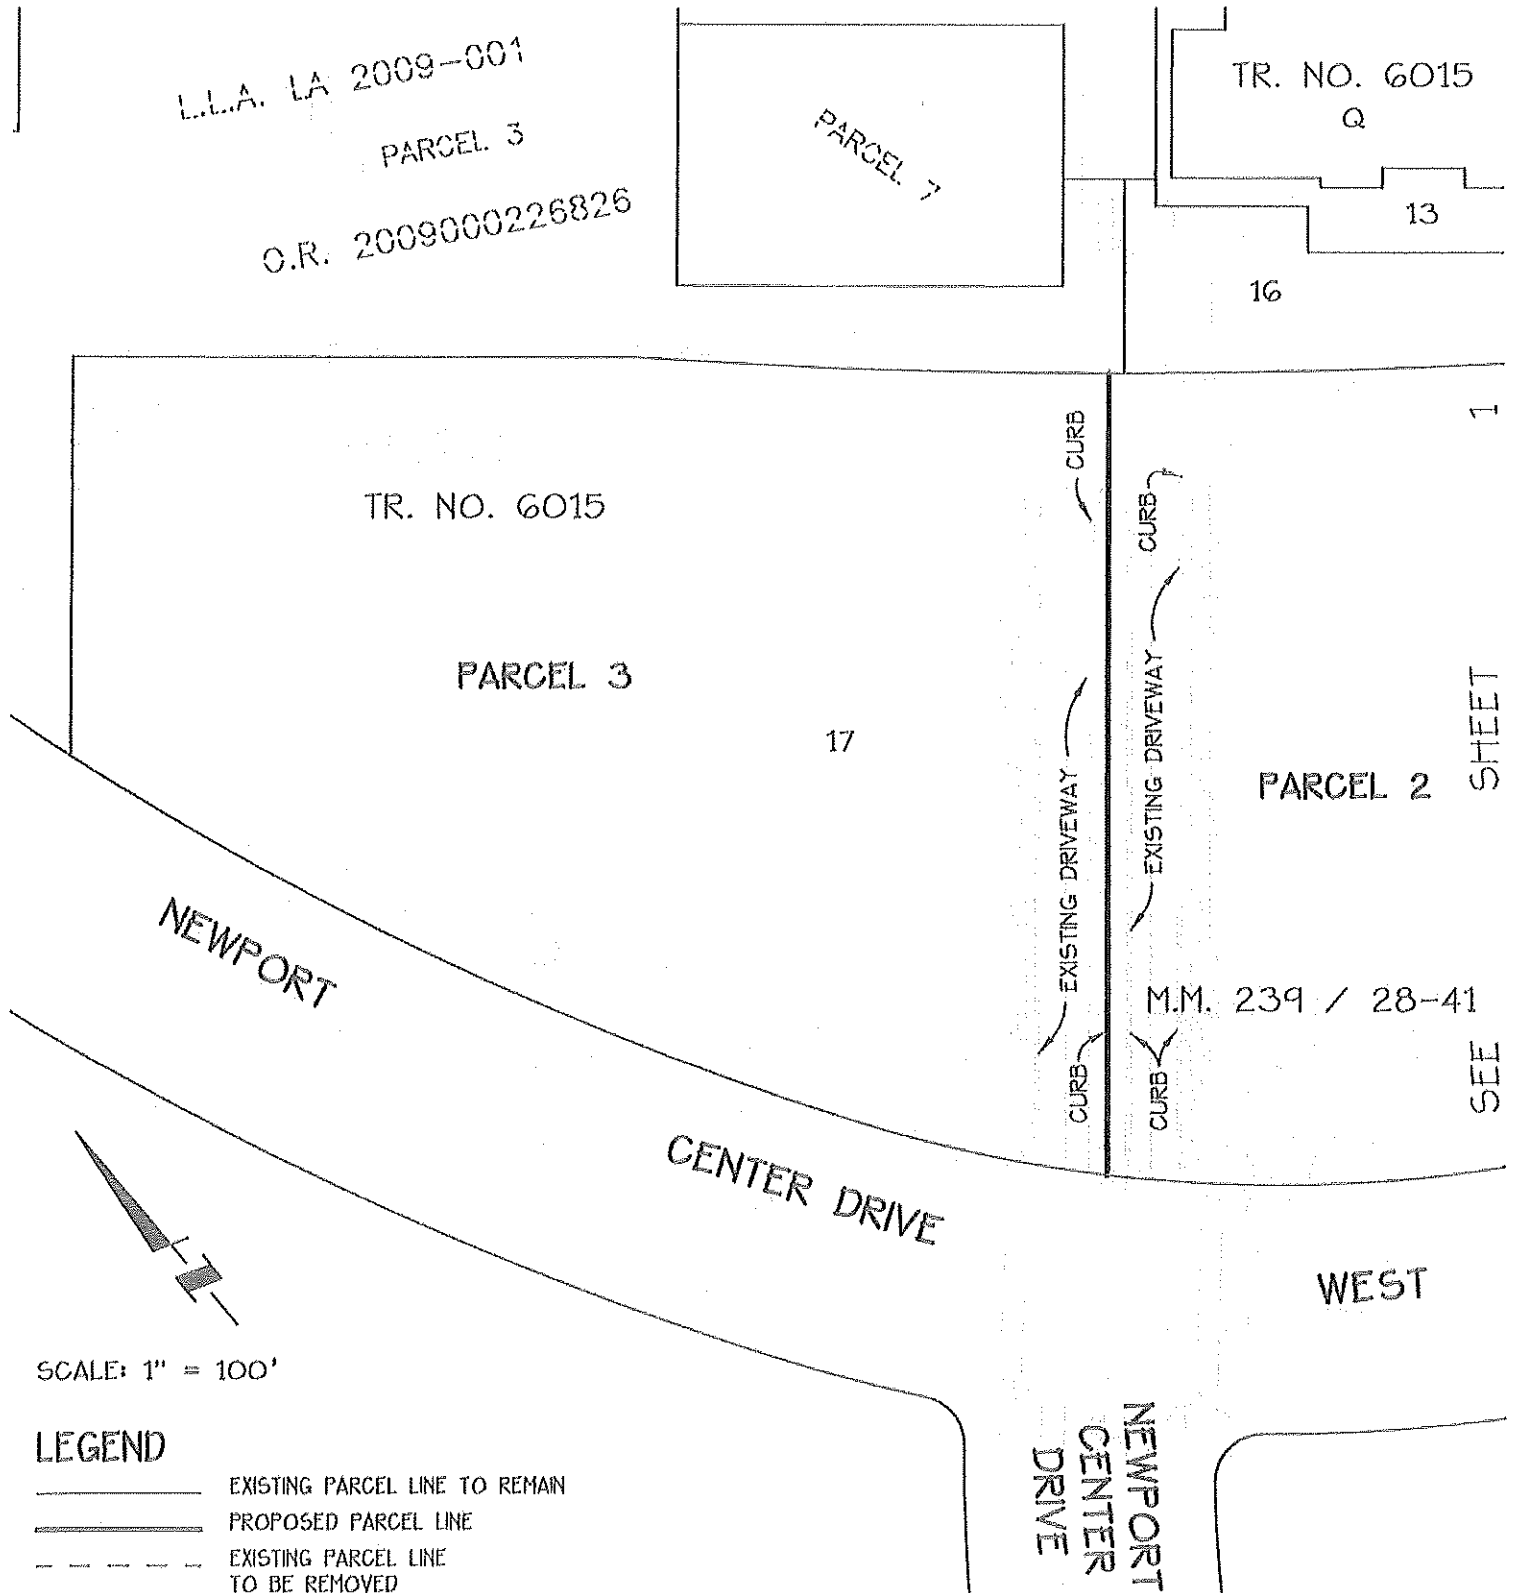 L.L.A. LA 2009-001
PARCEL 3
O.R. 2009000226826
PARCEL 7
TR. NO. 6015
Q
13
16
TR. NO. 6015
PARCEL 3
17
CURB
CURB
EXISTING DRIVEWAY
EXISTING DRIVEWAY
CURB
CURB
PARCEL 2
M.M. 239 / 28-41
SEE SHEET 1
NEWPORT
CENTER DRIVE
WEST
NEWPORT
CENTER
DRIVE
N
SCALE: 1" = 100'
LEGEND
EXISTING PARCEL LINE TO REMAIN
PROPOSED PARCEL LINE
EXISTING PARCEL LINE
TO BE REMOVED